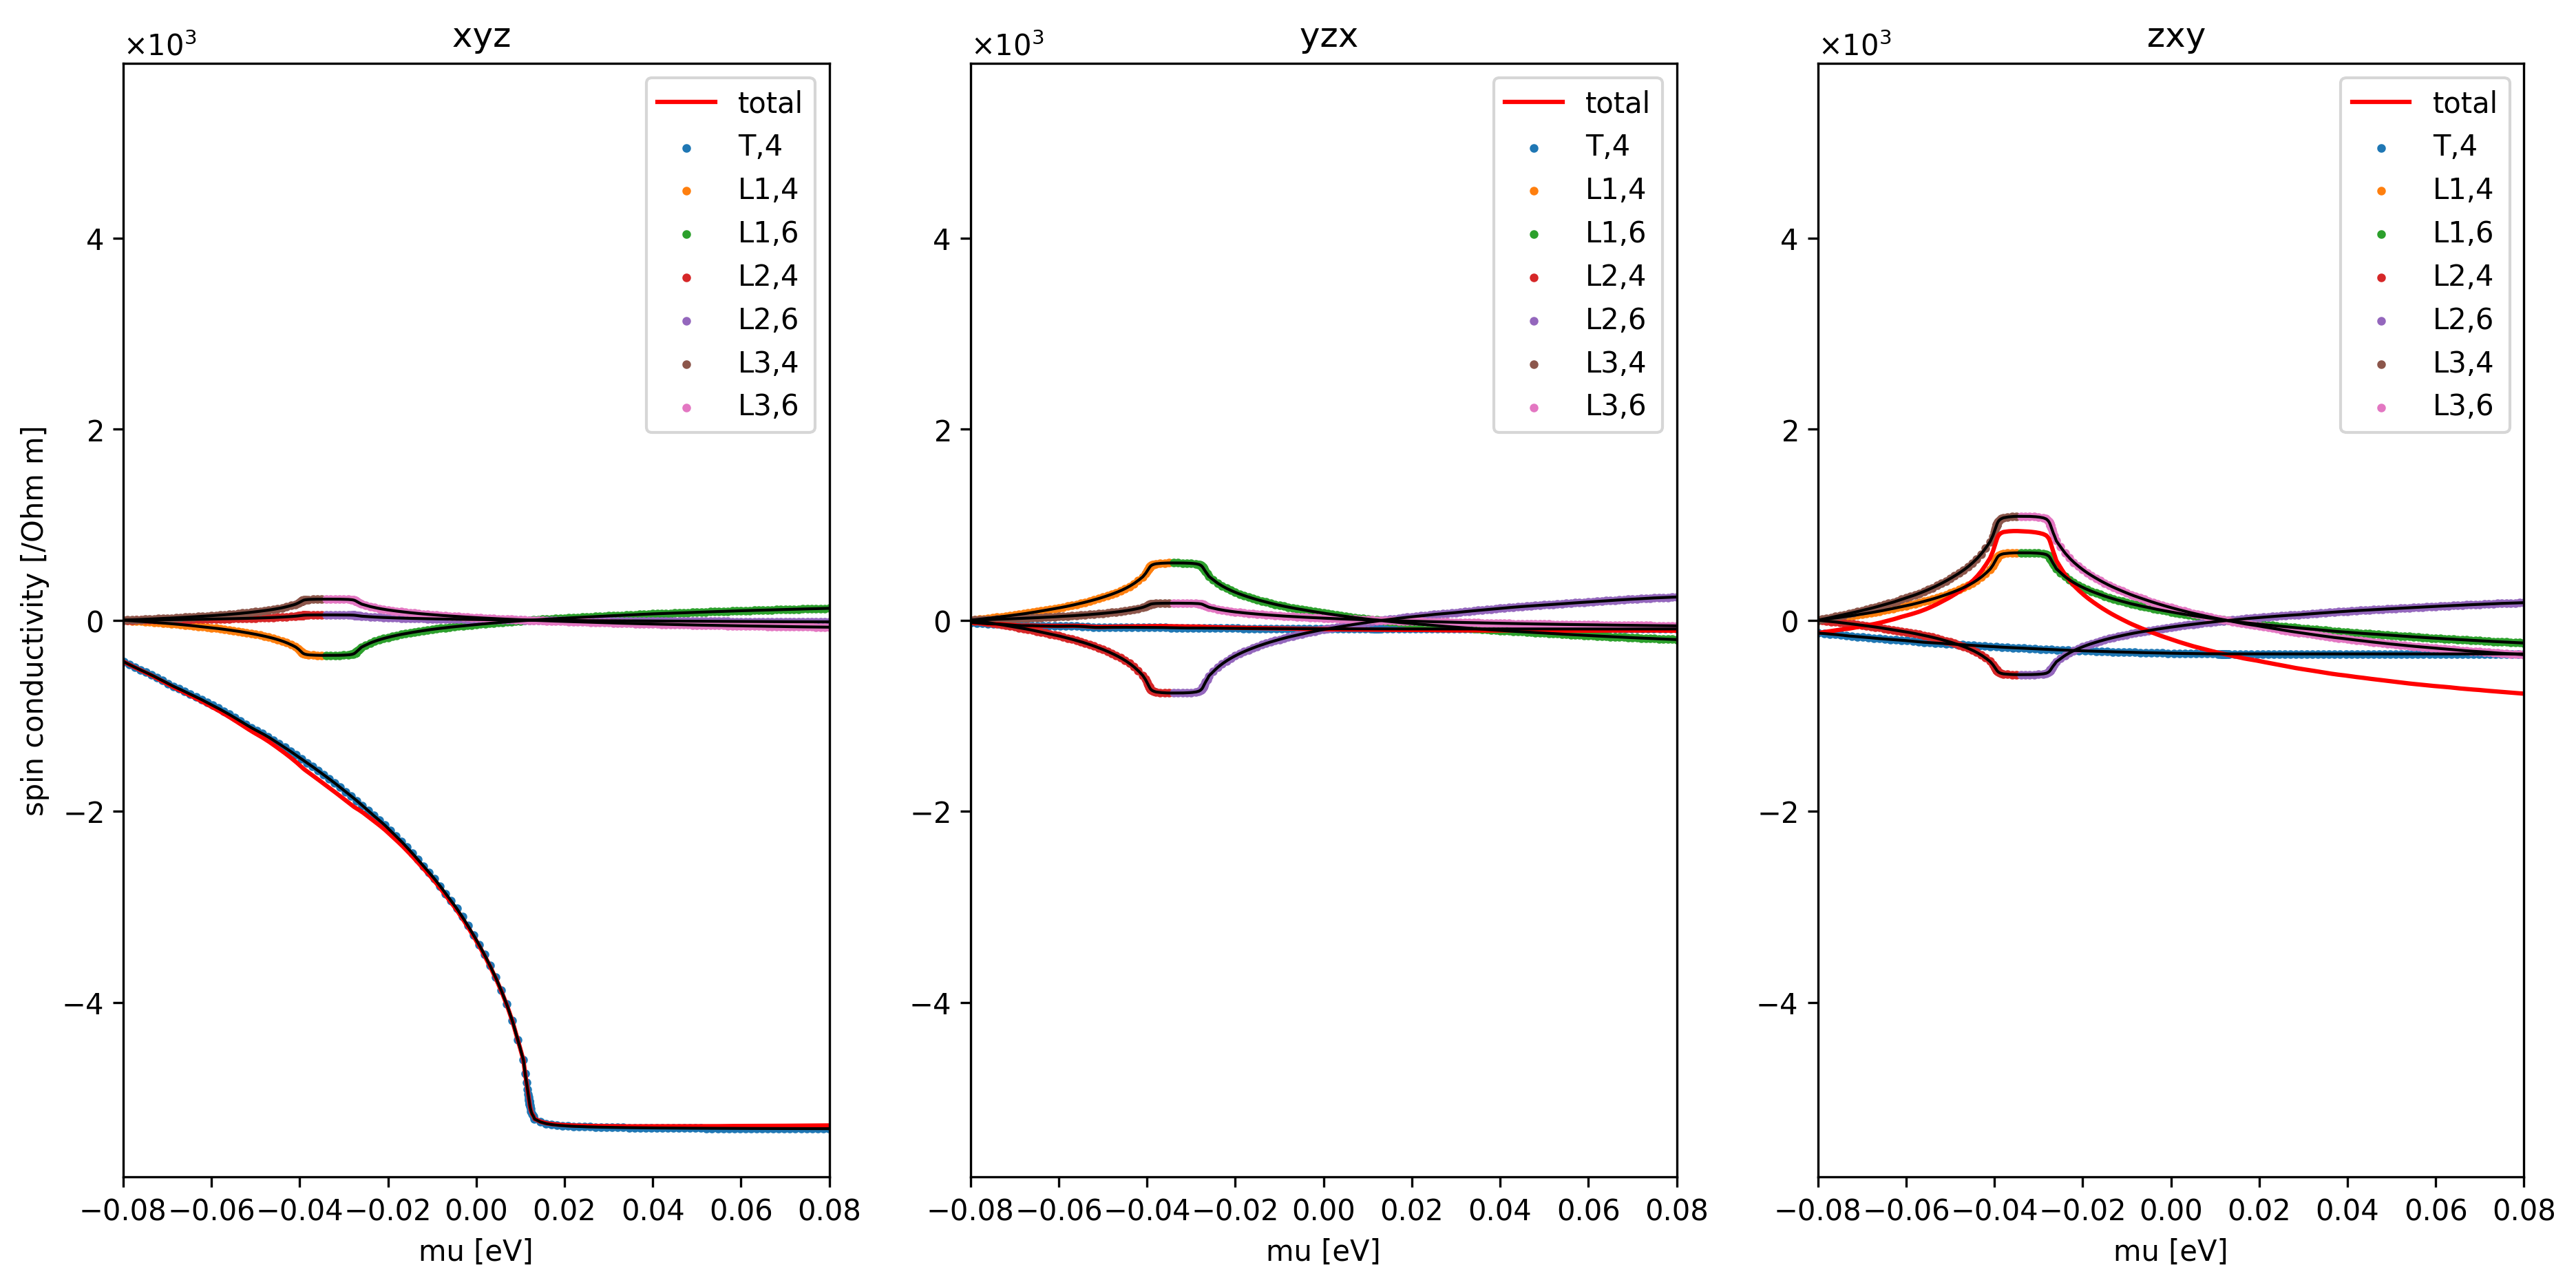 ×10³
xyz
total
T,4
L1,4
L1,6
L2,4
L2,6
L3,4
L3,6
4
2
0
−2
−4
spin conductivity [/Ohm m]
−0.08 −0.06 −0.04 −0.02 0.00 0.02 0.04 0.06 0.08
mu [eV]
×10³
yzx
total
T,4
L1,4
L1,6
L2,4
L2,6
L3,4
L3,6
4
2
0
−2
−4
−0.08 −0.06 −0.04 −0.02 0.00 0.02 0.04 0.06 0.08
mu [eV]
×10³
zxy
total
T,4
L1,4
L1,6
L2,4
L2,6
L3,4
L3,6
4
2
0
−2
−4
−0.08 −0.06 −0.04 −0.02 0.00 0.02 0.04 0.06 0.08
mu [eV]